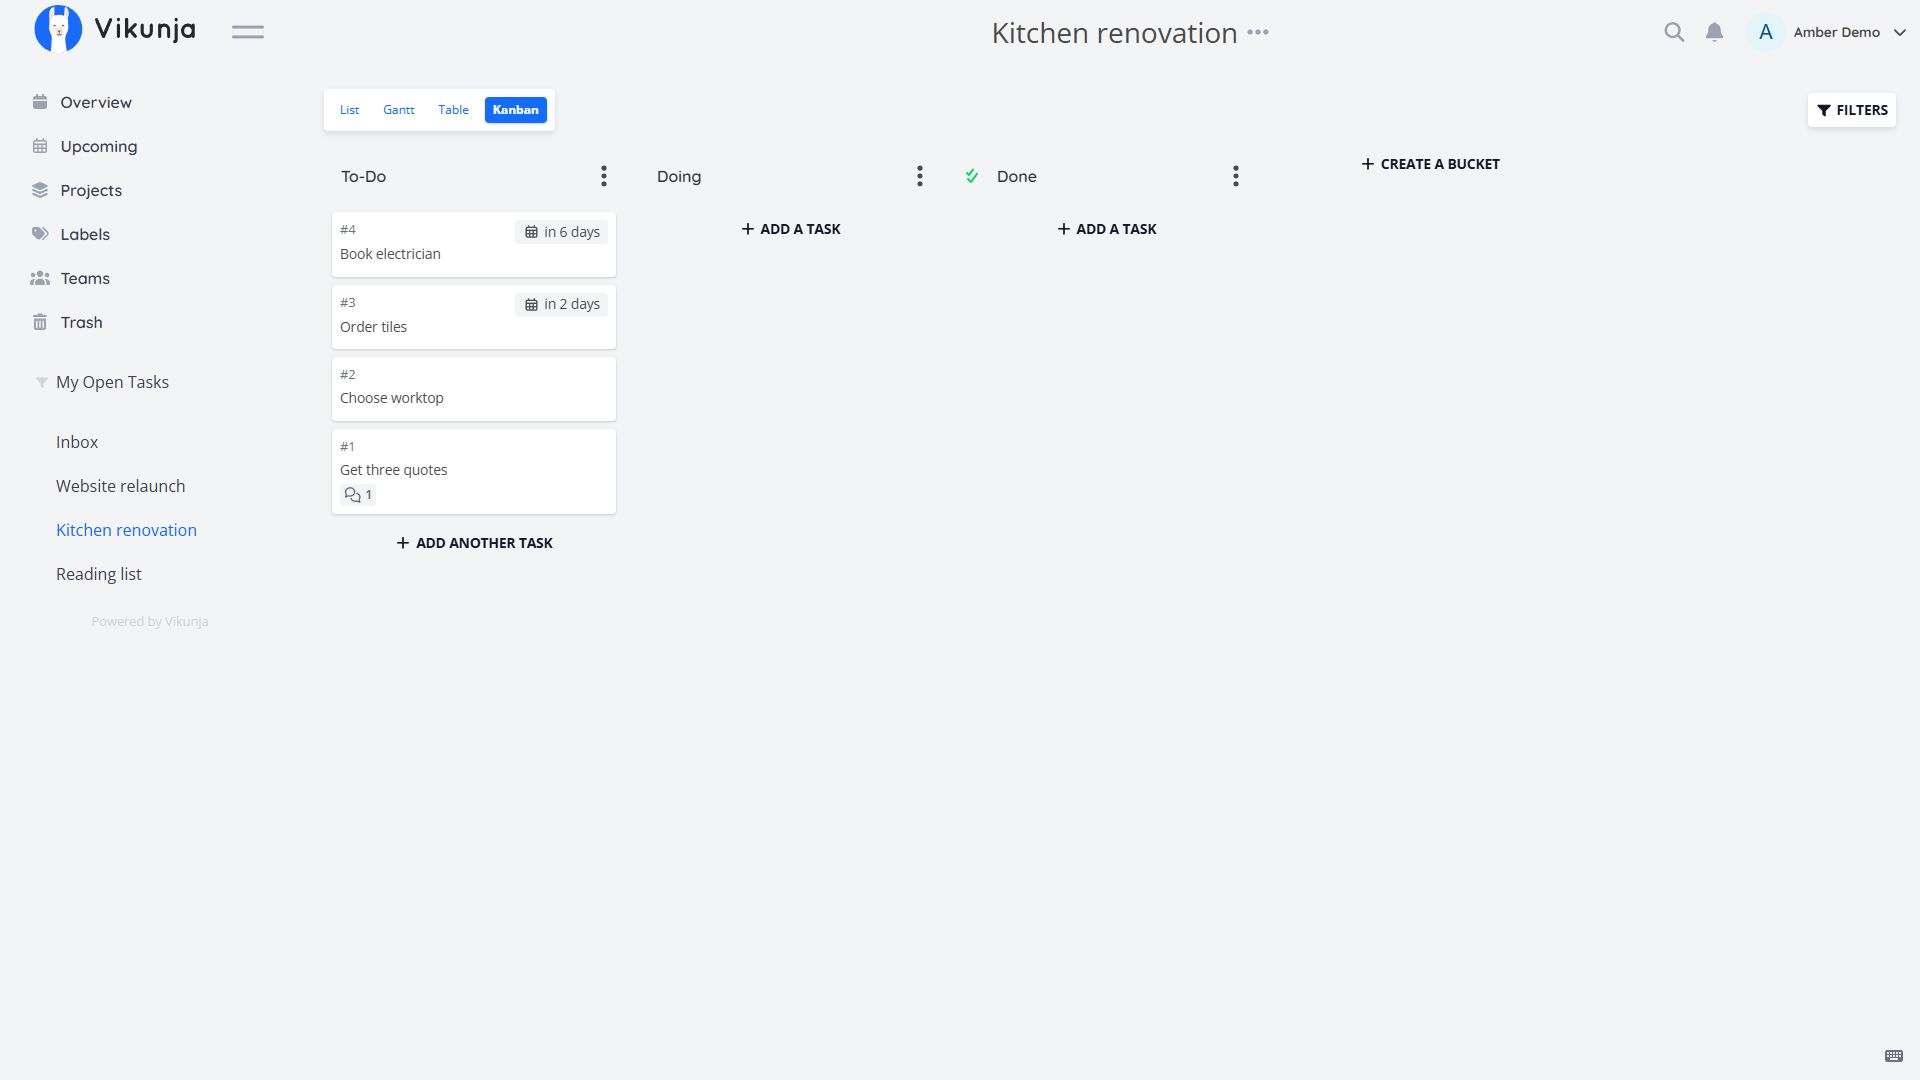 Vikunja
Kitchen renovation
A Amber Demo
Overview
Upcoming
Projects
Labels
Teams
Trash
My Open Tasks
Inbox
Website relaunch
Kitchen renovation
Reading list
Powered by Vikunja
List Gantt Table Kanban
FILTERS
To-Do
#4 in 6 days
Book electrician
#3 in 2 days
Order tiles
#2
Choose worktop
#1
Get three quotes
1
ADD ANOTHER TASK
Doing
ADD A TASK
Done
ADD A TASK
CREATE A BUCKET